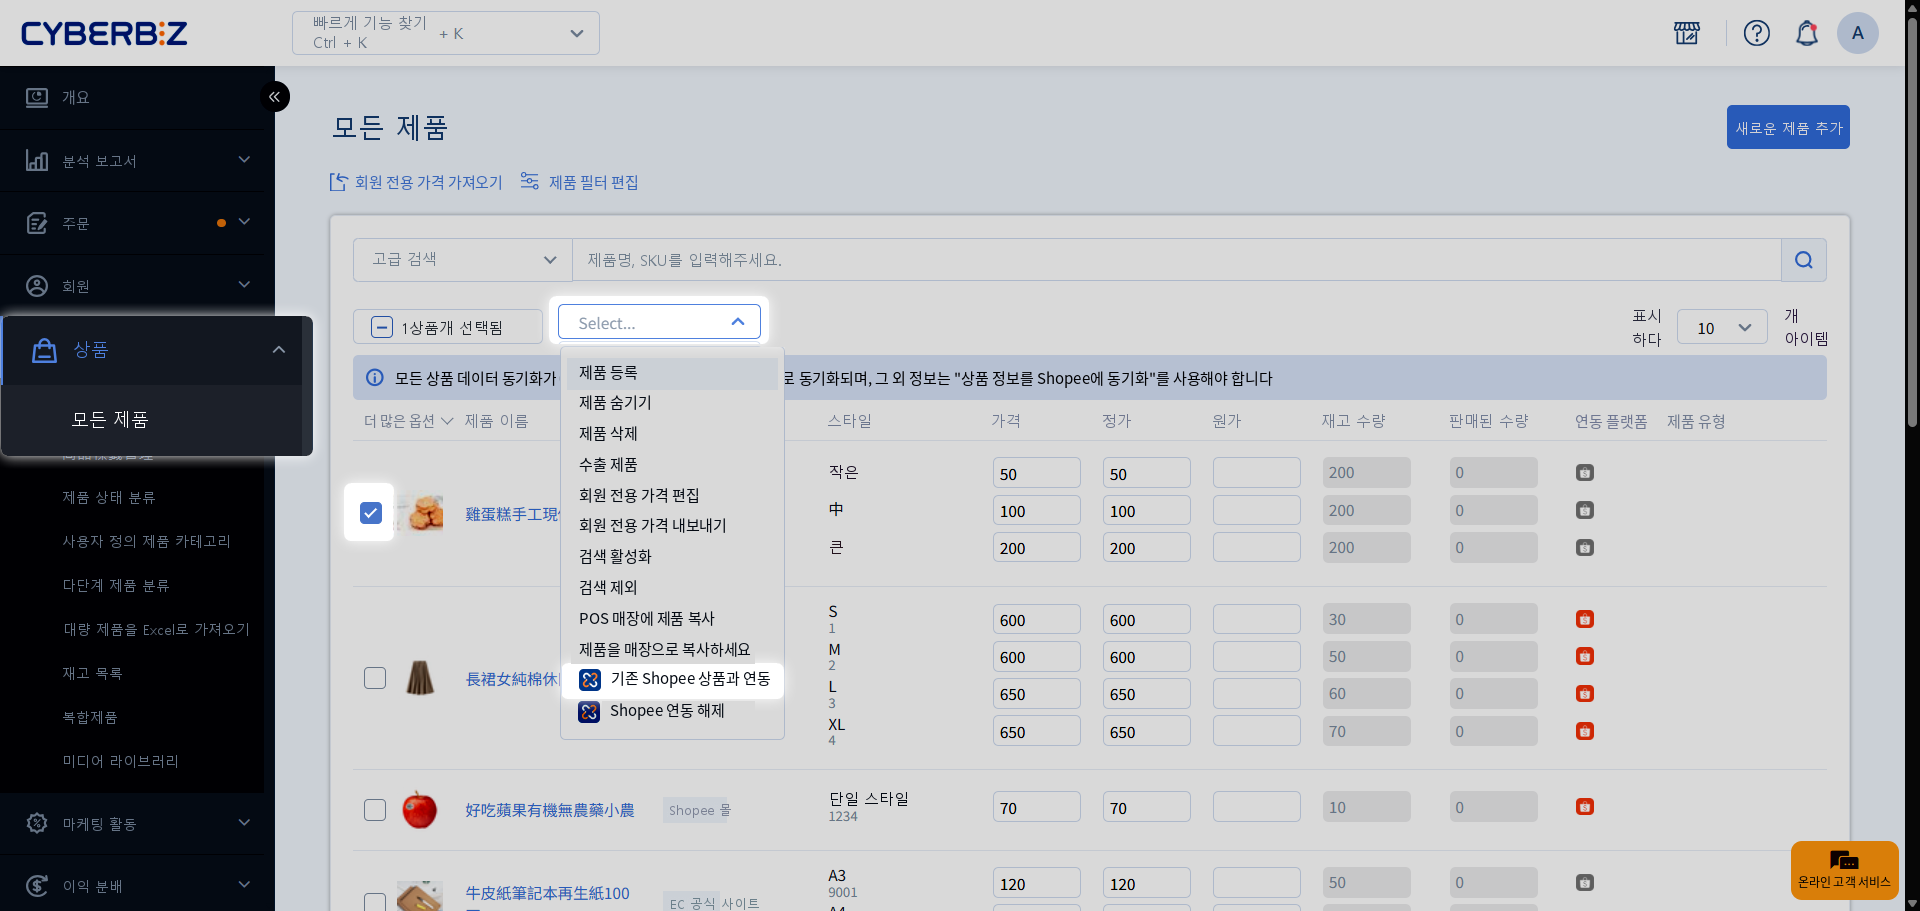 CYBERBIZ
빠르게 기능 찾기
Ctrl + K
+ K
A
개요
분석 보고서
주문
회원
상품
모든 제품
제품 상태 분류
사용자 정의 제품 카테고리
다단계 제품 분류
대량 제품을 Excel로 가져오기
재고 목록
복합제품
미디어 라이브러리
마케팅 활동
이익 분배
모든 제품
새로운 제품 추가
회원 전용 가격 가져오기
제품 필터 편집
고급 검색
제품명, SKU를 입력해주세요.
1상품개 선택됨
Select...
표시
하다
10
개
아이템
모든 상품 데이터 동기화가
로 동기화되며, 그 외 정보는 "상품 정보를 Shopee에 동기화"를 사용해야 합니다
제품 등록
제품 숨기기
제품 삭제
수출 제품
회원 전용 가격 편집
회원 전용 가격 내보내기
검색 활성화
검색 제외
POS 매장에 제품 복사
제품을 매장으로 복사하세요
기존 Shopee 상품과 연동
Shopee 연동 해제
더 많은 옵션 제품 이름 스타일 가격 정가 원가 재고 수량 판매된 수량 연동 플랫폼 제품 유형
雞蛋糕手工現
작은 50 50 200 0
中 100 100 200 0
큰 200 200 200 0
長裙女純棉休
S 600 600 30 0
1
M 600 600 50 0
2
L 650 650 60 0
3
XL 650 650 70 0
4
好吃蘋果有機無農藥小農
Shopee 몰
단일 스타일 70 70 10 0
1234
牛皮紙筆記本再生紙100
EC 공식 사이트
A3 120 120 50 0
9001
온라인 고객 서비스